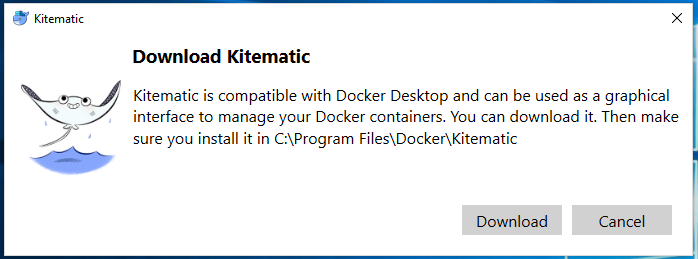 Kitematic
Download Kitematic
Kitematic is compatible with Docker Desktop and can be used as a graphical
interface to manage your Docker containers. You can download it. Then make
sure you install it in C:\Program Files\Docker\Kitematic
Download Cancel